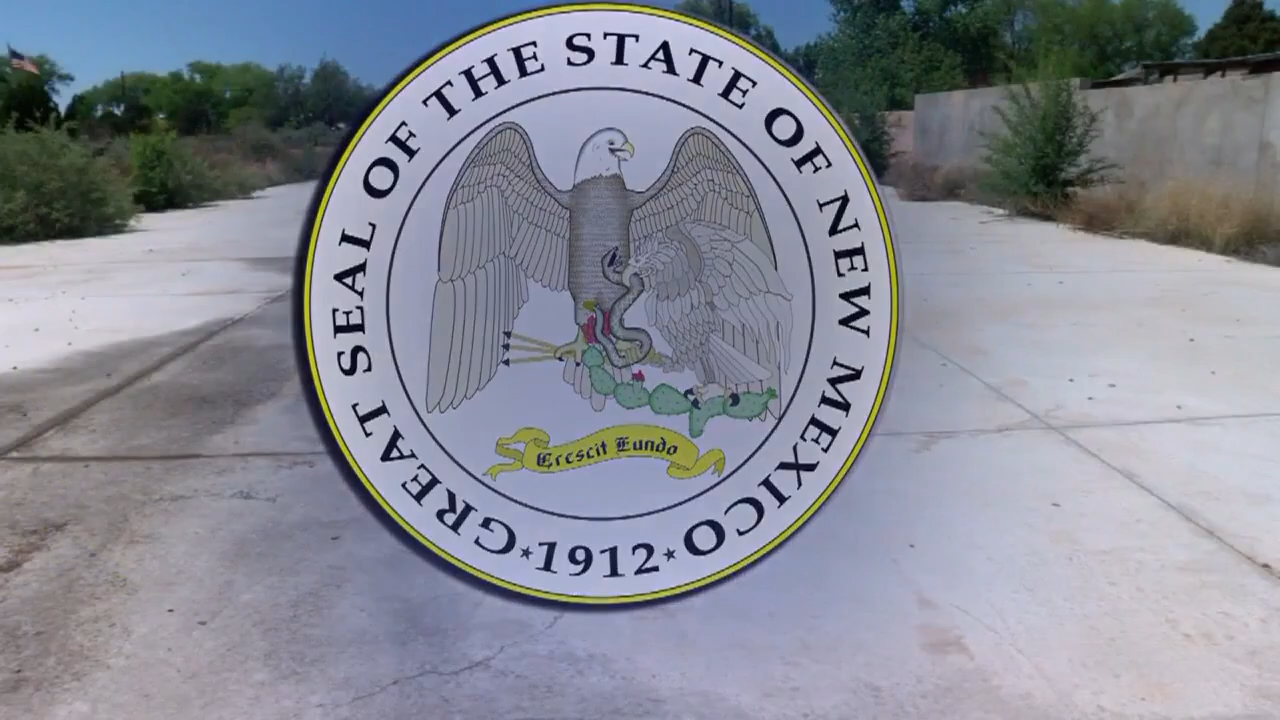 GREAT SEAL OF THE STATE OF NEW MEXICO
Crescit Eundo
★1912★